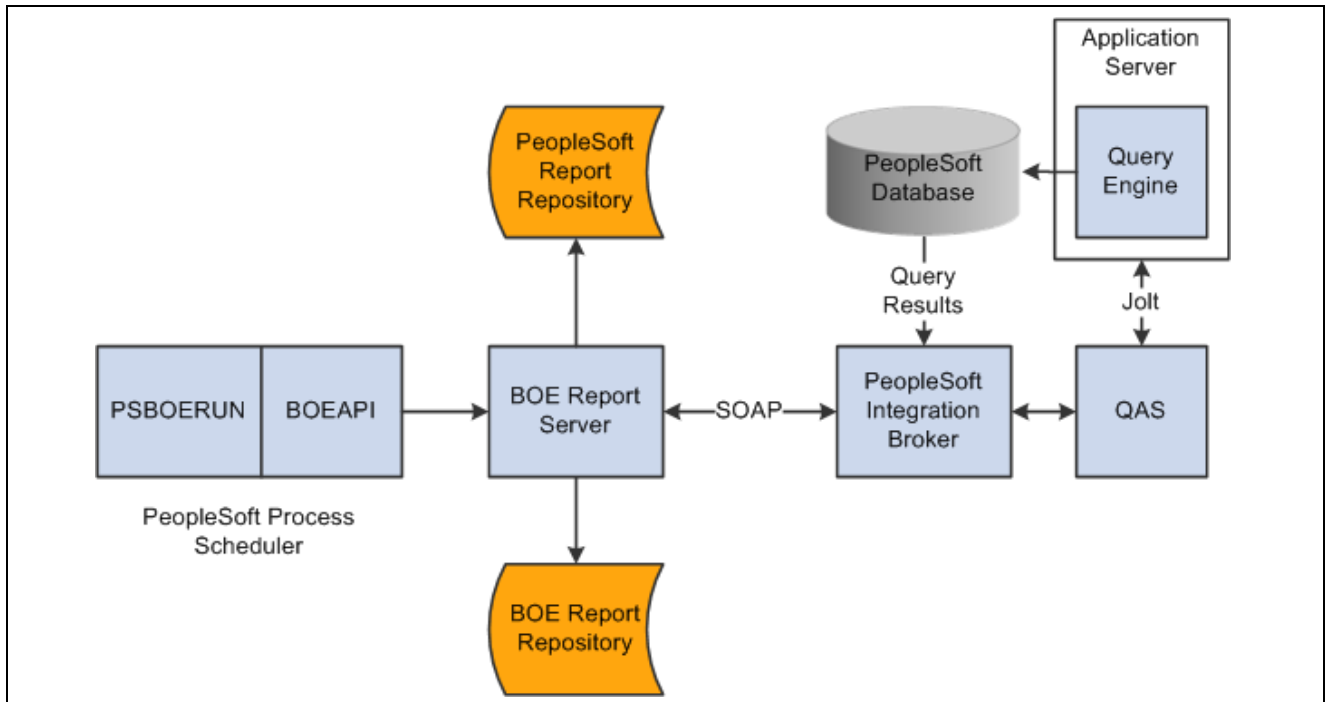 Application
Server
PeopleSoft
Report
Repository
PeopleSoft
Database
Query
Engine
Query
Results
Jolt
PSBOERUN
BOEAPI
BOE Report
Server
SOAP
PeopleSoft
Integration
Broker
QAS
PeopleSoft Process
Scheduler
BOE Report
Repository